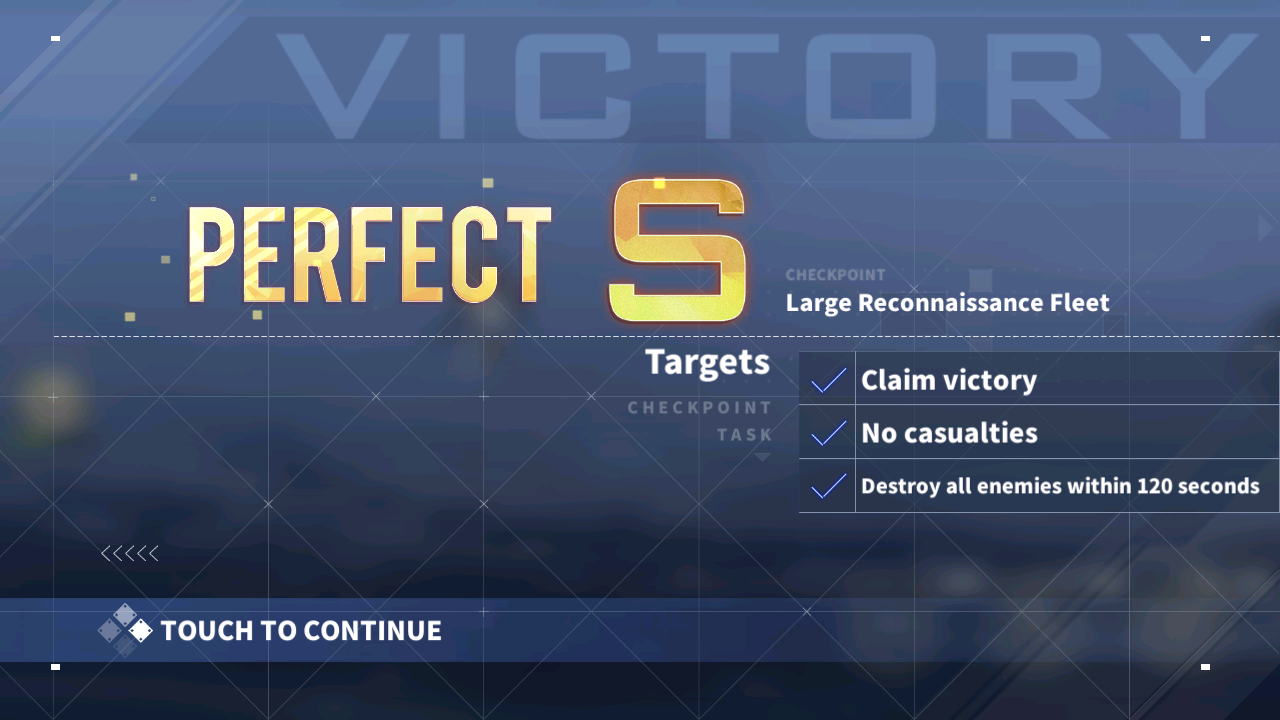 VICTORY
PERFECT S
CHECKPOINT
Large Reconnaissance Fleet
Targets
CHECKPOINT
TASK
Claim victory
No casualties
Destroy all enemies within 120 seconds
TOUCH TO CONTINUE